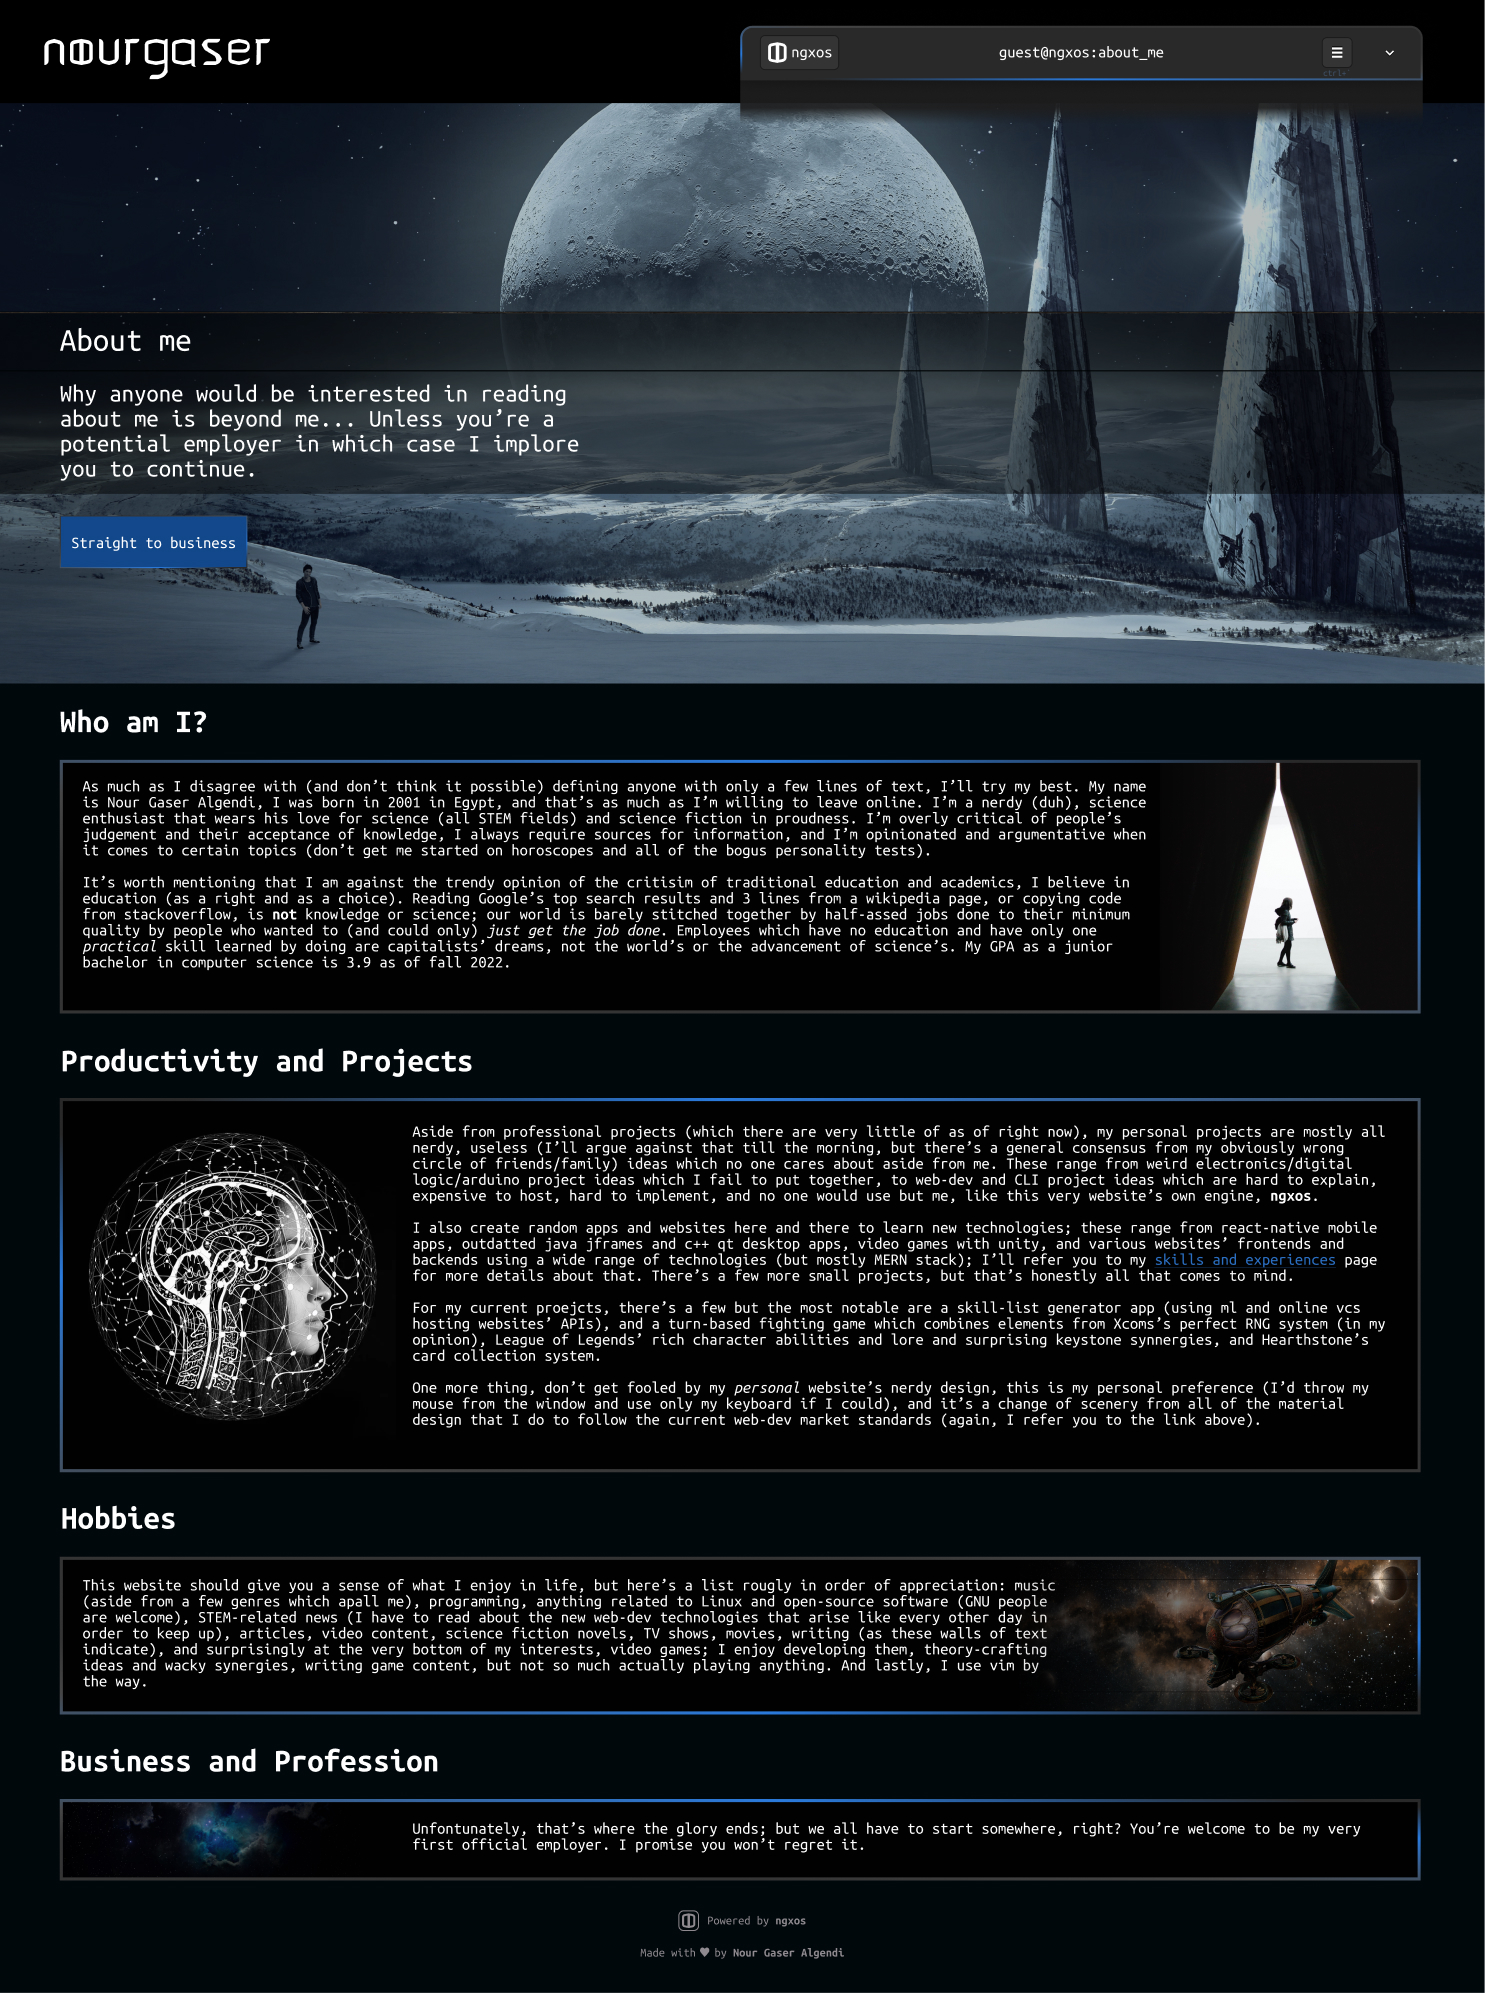 nourgaser
ngxos
guest@ngxos:about_me
ctrl+`
About me
Why anyone would be interested in reading
about me is beyond me... Unless you’re a
potential employer in which case I implore
you to continue.
Straight to business
Who am I?
As much as I disagree with (and don’t think it possible) defining anyone with only a few lines of text, I’ll try my best. My name
is Nour Gaser Algendi, I was born in 2001 in Egypt, and that’s as much as I’m willing to leave online. I’m a nerdy (duh), science
enthusiast that wears his love for science (all STEM fields) and science fiction in proudness. I’m overly critical of people’s
judgement and their acceptance of knowledge, I always require sources for information, and I’m opinionated and argumentative when
it comes to certain topics (don’t get me started on horoscopes and all of the bogus personality tests).
It’s worth mentioning that I am against the trendy opinion of the critisim of traditional education and academics, I believe in
education (as a right and as a choice). Reading Google’s top search results and 3 lines from a wikipedia page, or copying code
from stackoverflow, is not knowledge or science; our world is barely stitched together by half-assed jobs done to their minimum
quality by people who wanted to (and could only) just get the job done. Employees which have no education and have only one
practical skill learned by doing are capitalists’ dreams, not the world’s or the advancement of science’s. My GPA as a junior
bachelor in computer science is 3.9 as of fall 2022.
Productivity and Projects
Aside from professional projects (which there are very little of as of right now), my personal projects are mostly all
nerdy, useless (I’ll argue against that till the morning, but there’s a general consensus from my obviously wrong
circle of friends/family) ideas which no one cares about aside from me. These range from weird electronics/digital
logic/arduino project ideas which I fail to put together, to web-dev and CLI project ideas which are hard to explain,
expensive to host, hard to implement, and no one would use but me, like this very website’s own engine, ngxos.
I also create random apps and websites here and there to learn new technologies; these range from react-native mobile
apps, outdatted java jframes and c++ qt desktop apps, video games with unity, and various websites’ frontends and
backends using a wide range of technologies (but mostly MERN stack); I’ll refer you to my skills and experiences page
for more details about that. There’s a few more small projects, but that’s honestly all that comes to mind.
For my current proejcts, there’s a few but the most notable are a skill-list generator app (using ml and online vcs
hosting websites’ APIs), and a turn-based fighting game which combines elements from Xcoms’s perfect RNG system (in my
opinion), League of Legends’ rich character abilities and lore and surprising keystone synnergies, and Hearthstone’s
card collection system.
One more thing, don’t get fooled by my personal website’s nerdy design, this is my personal preference (I’d throw my
mouse from the window and use only my keyboard if I could), and it’s a change of scenery from all of the material
design that I do to follow the current web-dev market standards (again, I refer you to the link above).
Hobbies
This website should give you a sense of what I enjoy in life, but here’s a list rougly in order of appreciation: music
(aside from a few genres which apall me), programming, anything related to Linux and open-source software (GNU people
are welcome), STEM-related news (I have to read about the new web-dev technologies that arise like every other day in
order to keep up), articles, video content, science fiction novels, TV shows, movies, writing (as these walls of text
indicate), and surprisingly at the very bottom of my interests, video games; I enjoy developing them, theory-crafting
ideas and wacky synergies, writing game content, but not so much actually playing anything. And lastly, I use vim by
the way.
Business and Profession
Unfontunately, that’s where the glory ends; but we all have to start somewhere, right? You’re welcome to be my very
first official employer. I promise you won’t regret it.
Powered by ngxos
Made with ♥ by Nour Gaser Algendi